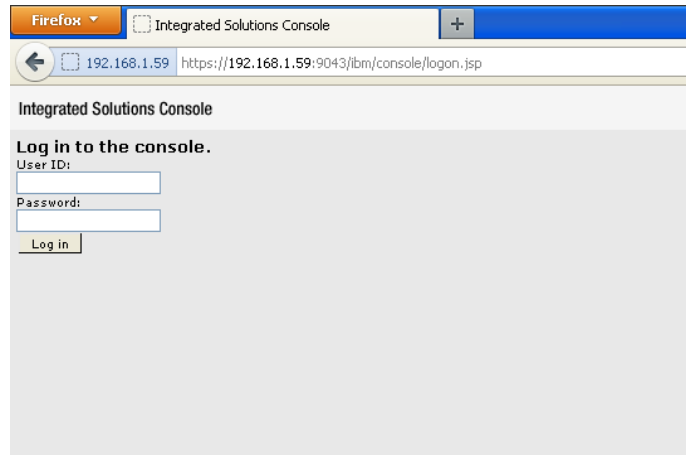 Firefox
Integrated Solutions Console
192.168.1.59 https://192.168.1.59:9043/ibm/console/logon.jsp
Integrated Solutions Console
Log in to the console.
User ID:
Password:
Log in